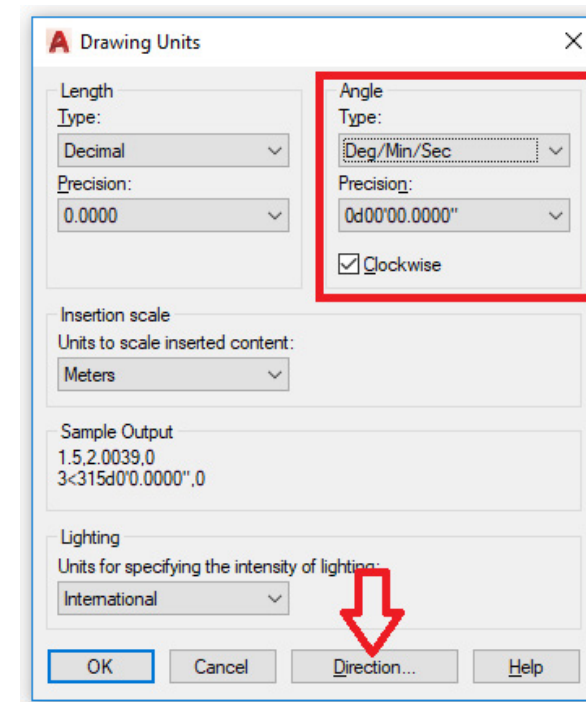 Drawing Units
Length
Type:
Decimal
Precision:
0.0000
Angle
Type:
Deg/Min/Sec
Precision:
0d00'00.0000"
Clockwise
Insertion scale
Units to scale inserted content:
Meters
Sample Output
1.5,2.0039,0
3<315d0'0.0000",0
Lighting
Units for specifying the intensity of lighting:
International
OK Cancel Direction... Help